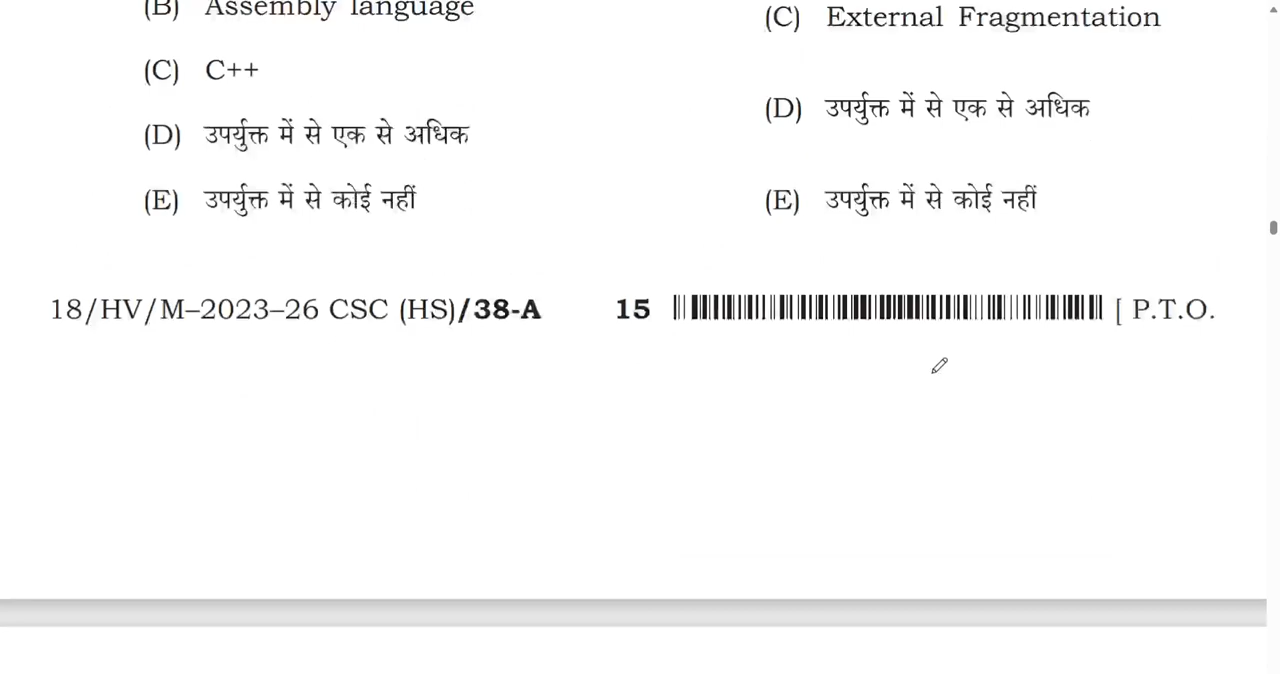 (B) Assembly language
(C) C++
(D) उपर्युक्त में से एक से अधिक
(E) उपर्युक्त में से कोई नहीं
(C) External Fragmentation
(D) उपर्युक्त में से एक से अधिक
(E) उपर्युक्त में से कोई नहीं
18/HV/M–2023–26 CSC (HS)/38-A 15 [ P.T.O.